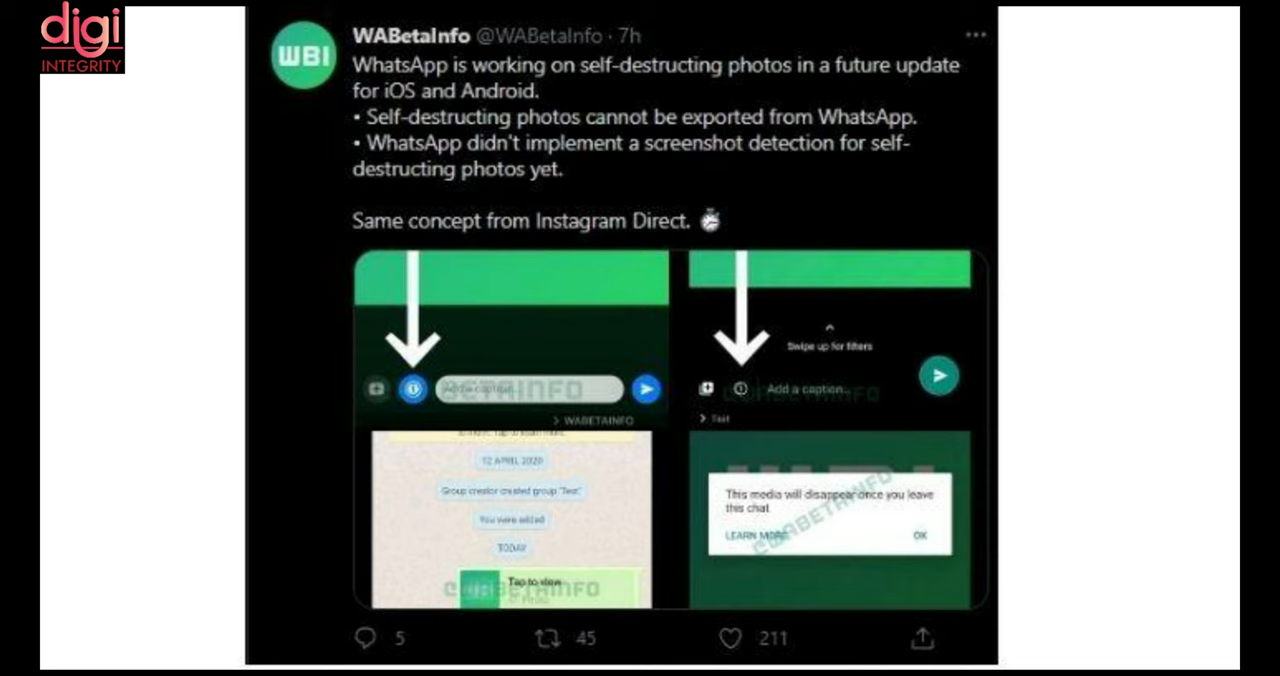 digi
INTEGRITY
WBI
WABetaInfo @WABetaInfo · 7h
WhatsApp is working on self-destructing photos in a future update
for iOS and Android.
• Self-destructing photos cannot be exported from WhatsApp.
• WhatsApp didn't implement a screenshot detection for self-
destructing photos yet.
Same concept from Instagram Direct.
Swipe up for filters
Add a caption...
> WABETAINFO
> Test
12 APRIL 2020
Group creator created group "Test"
You were added
TODAY
Tap to view
This media will disappear once you leave
this chat
LEARN MORE
OK
@WABETAINFO
5
45
211